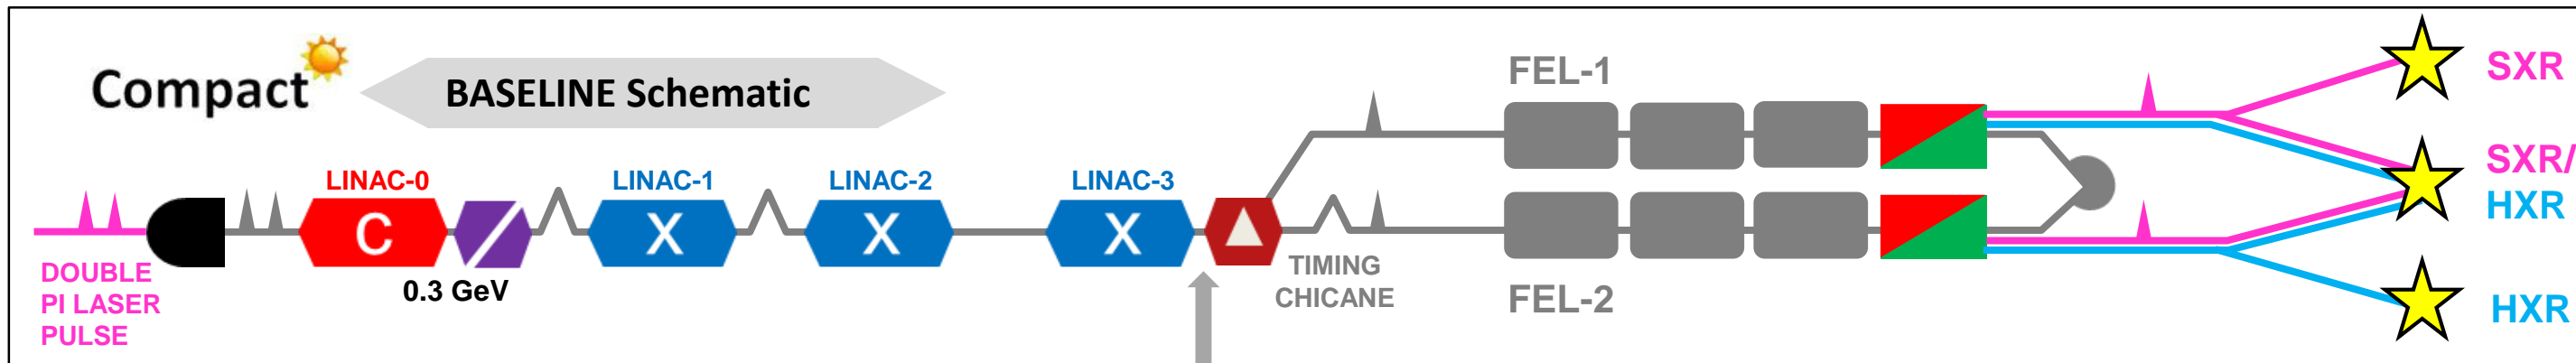 Compact
BASELINE Schematic
FEL-1
SXR
LINAC-0
LINAC-1
LINAC-2
LINAC-3
SXR/
HXR
C
X
X
X
DOUBLE
PI LASER
PULSE
0.3 GeV
TIMING
CHICANE
FEL-2
HXR